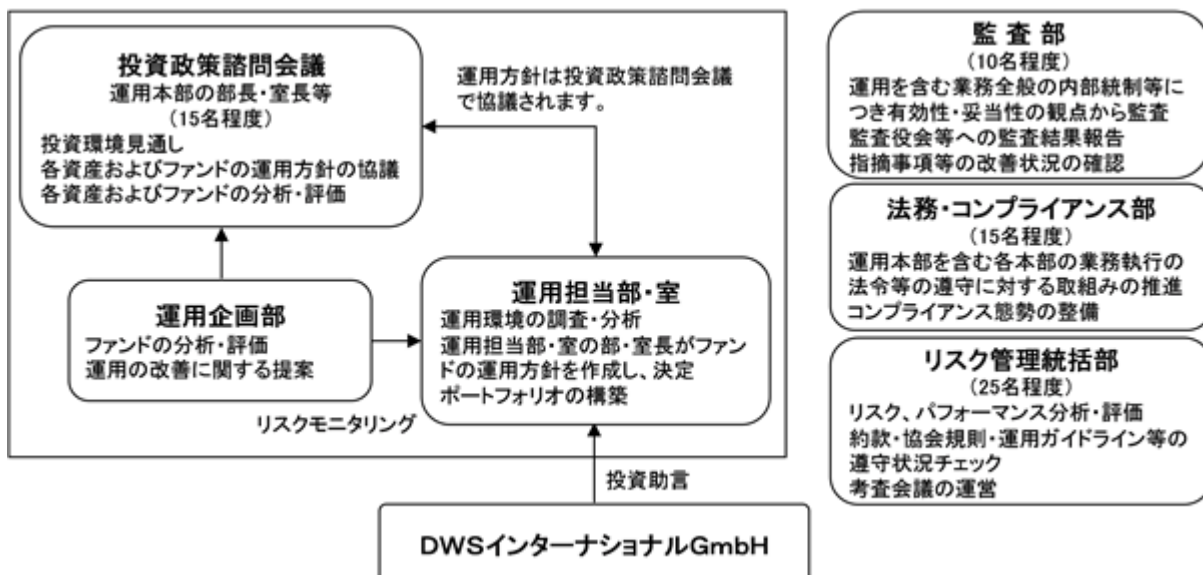 投資政策諮問会議
運用本部の部長・室長等
（15名程度）
投資環境見通し
各資産およびファンドの運用方針の協議
各資産およびファンドの分析・評価
運用方針は投資政策諮問会議
で協議されます。
運用企画部
ファンドの分析・評価
運用の改善に関する提案
リスクモニタリング
運用担当部・室
運用環境の調査・分析
運用担当部・室の部・室長がファン
ドの運用方針を作成し、決定
ポートフォリオの構築
投資助言
DWSインターナショナルGmbH
監 査 部
（10名程度）
運用を含む業務全般の内部統制等に
つき有効性・妥当性の観点から監査
監査役会等への監査結果報告
指摘事項等の改善状況の確認
法務・コンプライアンス部
（15名程度）
運用本部を含む各本部の業務執行の
法令等の遵守に対する取組みの推進
コンプライアンス態勢の整備
リスク管理統括部
（25名程度）
リスク、パフォーマンス分析・評価
約款・協会規則・運用ガイドライン等の
遵守状況チェック
考査会議の運営